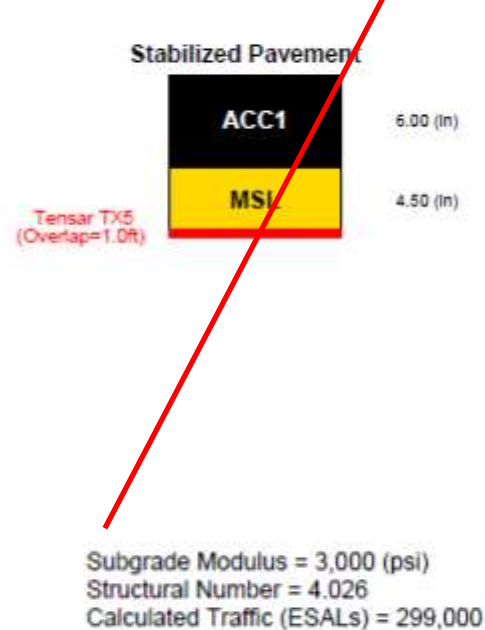 Stabilized Pavement
ACC1
6.00 (in)
MSL
4.50 (in)
Tensar TX5
(Overlap=1.0ft)
Subgrade Modulus = 3,000 (psi)
Structural Number = 4.026
Calculated Traffic (ESALs) = 299,000